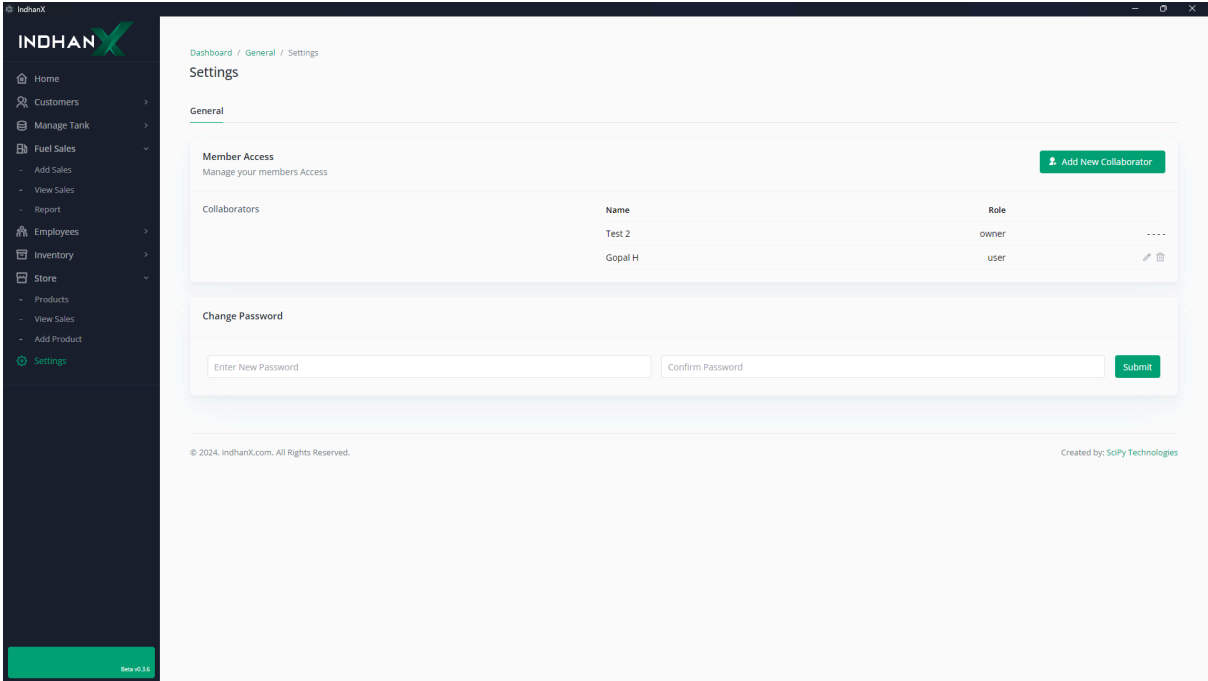 IndhanX
INDHANX
Home
Customers
Manage Tank
Fuel Sales
- Add Sales
- View Sales
- Report
Employees
Inventory
Store
- Products
- View Sales
- Add Product
Settings
Beta v0.3.6
Dashboard / General / Settings
Settings
General
Member Access
Manage your members Access
Add New Collaborator
Collaborators
Name Role
Test 2 owner ----
Gopal H user
Change Password
Enter New Password Confirm Password Submit
© 2024. indhanX.com. All Rights Reserved. Created by: SciPy Technologies